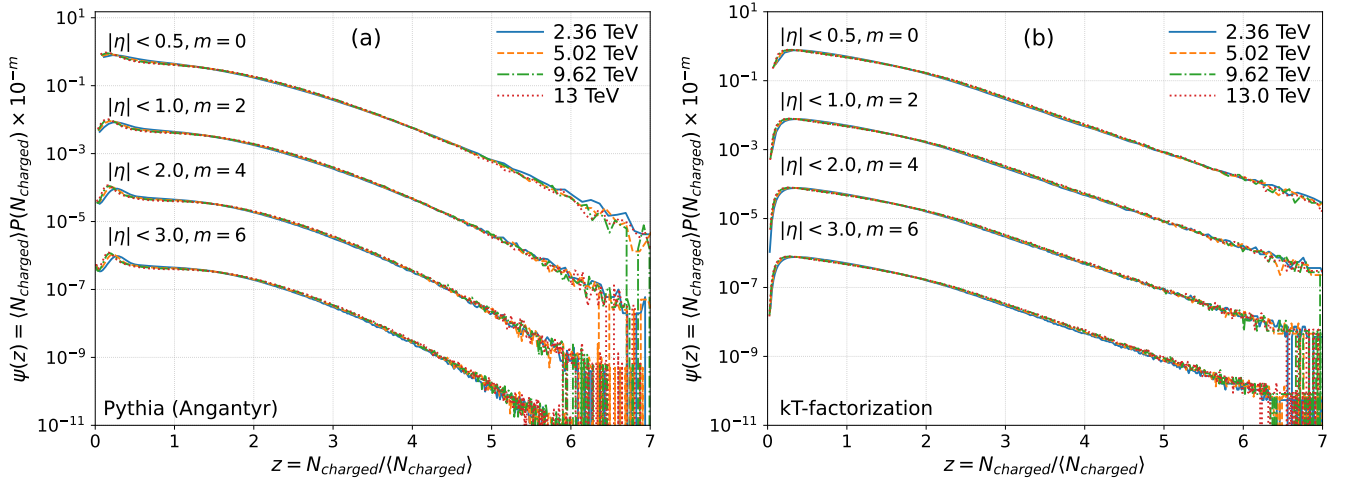 (a)
|η| < 0.5, m = 0
|η| < 1.0, m = 2
|η| < 2.0, m = 4
|η| < 3.0, m = 6
2.36 TeV
5.02 TeV
9.62 TeV
13 TeV
Pythia (Angantyr)
ψ(z) = ⟨N_charged⟩P(N_charged) × 10^−m
10^1
10^−1
10^−3
10^−5
10^−7
10^−9
10^−11
0 1 2 3 4 5 6 7
z = N_charged/⟨N_charged⟩
(b)
|η| < 0.5, m = 0
|η| < 1.0, m = 2
|η| < 2.0, m = 4
|η| < 3.0, m = 6
2.36 TeV
5.02 TeV
9.62 TeV
13.0 TeV
kT-factorization
ψ(z) = ⟨N_charged⟩P(N_charged) × 10^−m
10^1
10^−1
10^−3
10^−5
10^−7
10^−9
10^−11
0 1 2 3 4 5 6 7
z = N_charged/⟨N_charged⟩